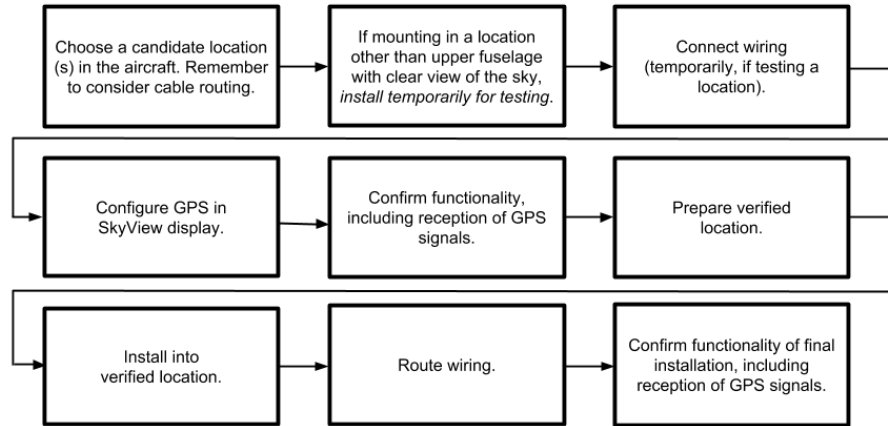 Choose a candidate location
(s) in the aircraft. Remember
to consider cable routing.
If mounting in a location
other than upper fuselage
with clear view of the sky,
install temporarily for testing.
Connect wiring
(temporarily, if testing a
location).
Configure GPS in
SkyView display.
Confirm functionality,
including reception of GPS
signals.
Prepare verified
location.
Install into
verified location.
Route wiring.
Confirm functionality of final
installation, including
reception of GPS signals.